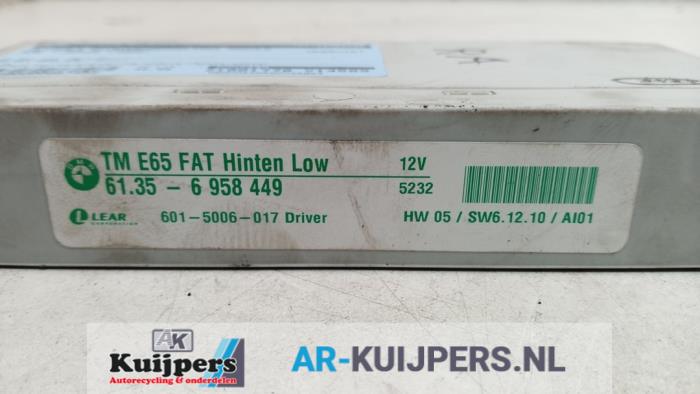 TM E65 FAT Hinten Low 12V
61.35 - 6 958 449 5232
LEAR CORPORATION 601-5006-017 Driver HW 05 / SW6.12.10 / AI01
AK
Kuijpers
Autorecycling & onderdelen
AR-KUIJPERS.NL